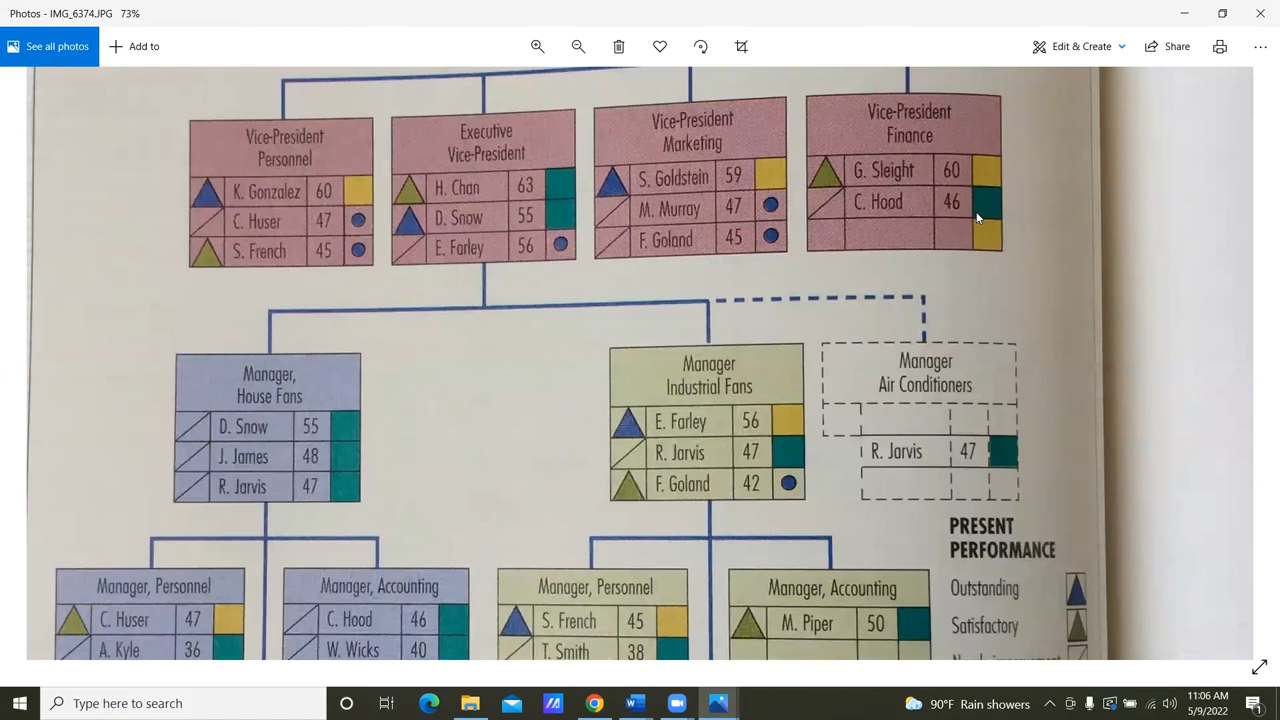 Photos - IMG_6374.JPG 73%
See all photos
Add to
Edit & Create
Share
Vice-President
Personnel
K. Gonzalez 60
C. Huser 47
S. French 45
Executive
Vice-President
H. Chan 63
D. Snow 55
E. Farley 56
Vice-President
Marketing
S. Goldstein 59
M. Murray 47
F. Goland 45
Vice-President
Finance
G. Sleight 60
C. Hood 46
Manager,
House Fans
D. Snow 55
J. James 48
R. Jarvis 47
Manager
Industrial Fans
E. Farley 56
R. Jarvis 47
F. Goland 42
Manager
Air Conditioners
R. Jarvis 47
Manager, Personnel
C. Huser 47
A. Kyle 36
Manager, Accounting
C. Hood 46
W. Wicks 40
Manager, Personnel
S. French 45
T. Smith 38
Manager, Accounting
M. Piper 50
PRESENT
PERFORMANCE
Outstanding
Satisfactory
Type here to search
90°F Rain showers
11:06 AM
5/9/2022